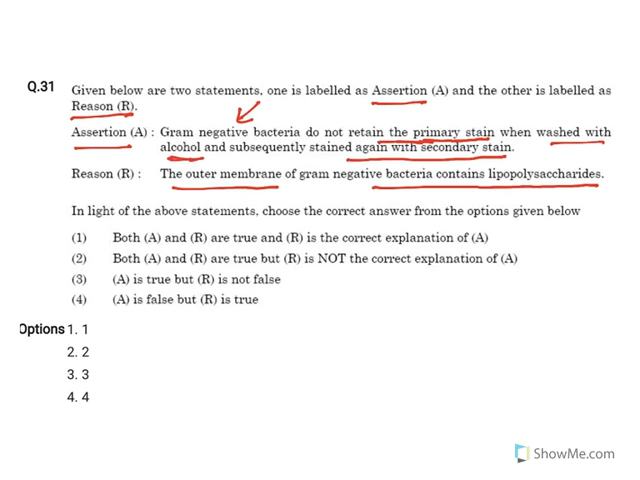 Q.31 Given below are two statements, one is labelled as Assertion (A) and the other is labelled as
Reason (R).
Assertion (A) : Gram negative bacteria do not retain the primary stain when washed with
alcohol and subsequently stained again with secondary stain.
Reason (R) : The outer membrane of gram negative bacteria contains lipopolysaccharides.
In light of the above statements, choose the correct answer from the options given below
(1) Both (A) and (R) are true and (R) is the correct explanation of (A)
(2) Both (A) and (R) are true but (R) is NOT the correct explanation of (A)
(3) (A) is true but (R) is not false
(4) (A) is false but (R) is true
Options 1. 1
2. 2
3. 3
4. 4
ShowMe.com